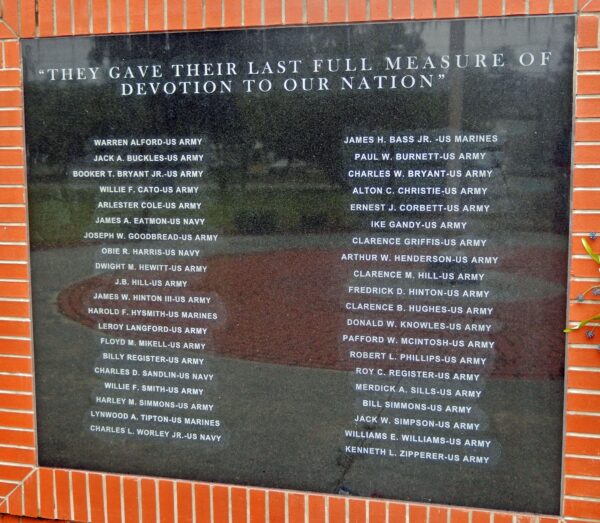 "THEY GAVE THEIR LAST FULL MEASURE OF
DEVOTION TO OUR NATION"
WARREN ALFORD-US ARMY
JACK A. BUCKLES-US ARMY
BOOKER T. BRYANT JR.-US ARMY
WILLIE F. CATO-US ARMY
ARLESTER COLE-US ARMY
JAMES A. EATMON-US NAVY
JOSEPH W. GOODBREAD-US ARMY
OBIE R. HARRIS-US NAVY
DWIGHT M. HEWITT-US ARMY
J.B. HILL-US ARMY
JAMES W. HINTON III-US ARMY
HAROLD F. HYSMITH-US MARINES
LEROY LANGFORD-US ARMY
FLOYD M. MIKELL-US ARMY
BILLY REGISTER-US ARMY
CHARLES D. SANDLIN-US NAVY
WILLIE F. SMITH-US ARMY
HARLEY M. SIMMONS-US ARMY
LYNWOOD A. TIPTON-US MARINES
CHARLES L. WORLEY JR.-US NAVY
JAMES H. BASS JR. -US MARINES
PAUL W. BURNETT-US ARMY
CHARLES W. BRYANT-US ARMY
ALTON C. CHRISTIE-US ARMY
ERNEST J. CORBETT-US ARMY
IKE GANDY-US ARMY
CLARENCE GRIFFIS-US ARMY
ARTHUR W. HENDERSON-US ARMY
CLARENCE M. HILL-US ARMY
FREDRICK D. HINTON-US ARMY
CLARENCE B. HUGHES-US ARMY
DONALD W. KNOWLES-US ARMY
PAFFORD W. MCINTOSH-US ARMY
ROBERT L. PHILLIPS-US ARMY
ROY C. REGISTER-US ARMY
MERDICK A. SILLS-US ARMY
BILL SIMMONS-US ARMY
JACK W. SIMPSON-US ARMY
WILLIAMS E. WILLIAMS-US ARMY
KENNETH L. ZIPPERER-US ARMY